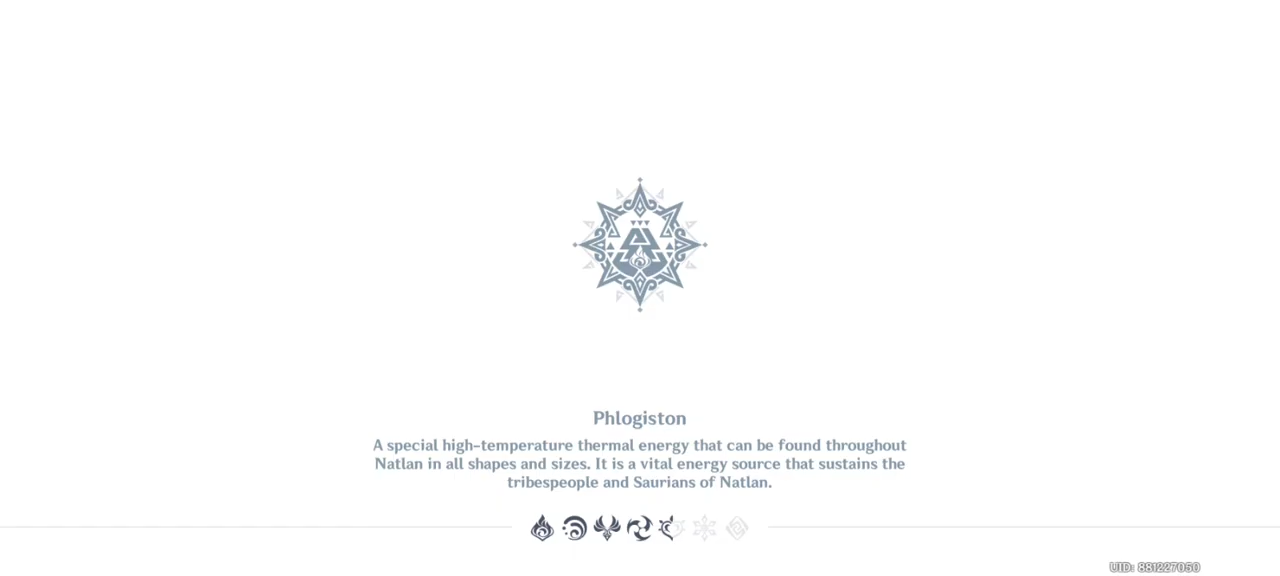 Phlogiston
A special high-temperature thermal energy that can be found throughout
Natlan in all shapes and sizes. It is a vital energy source that sustains the
tribespeople and Saurians of Natlan.
UID: 881227050